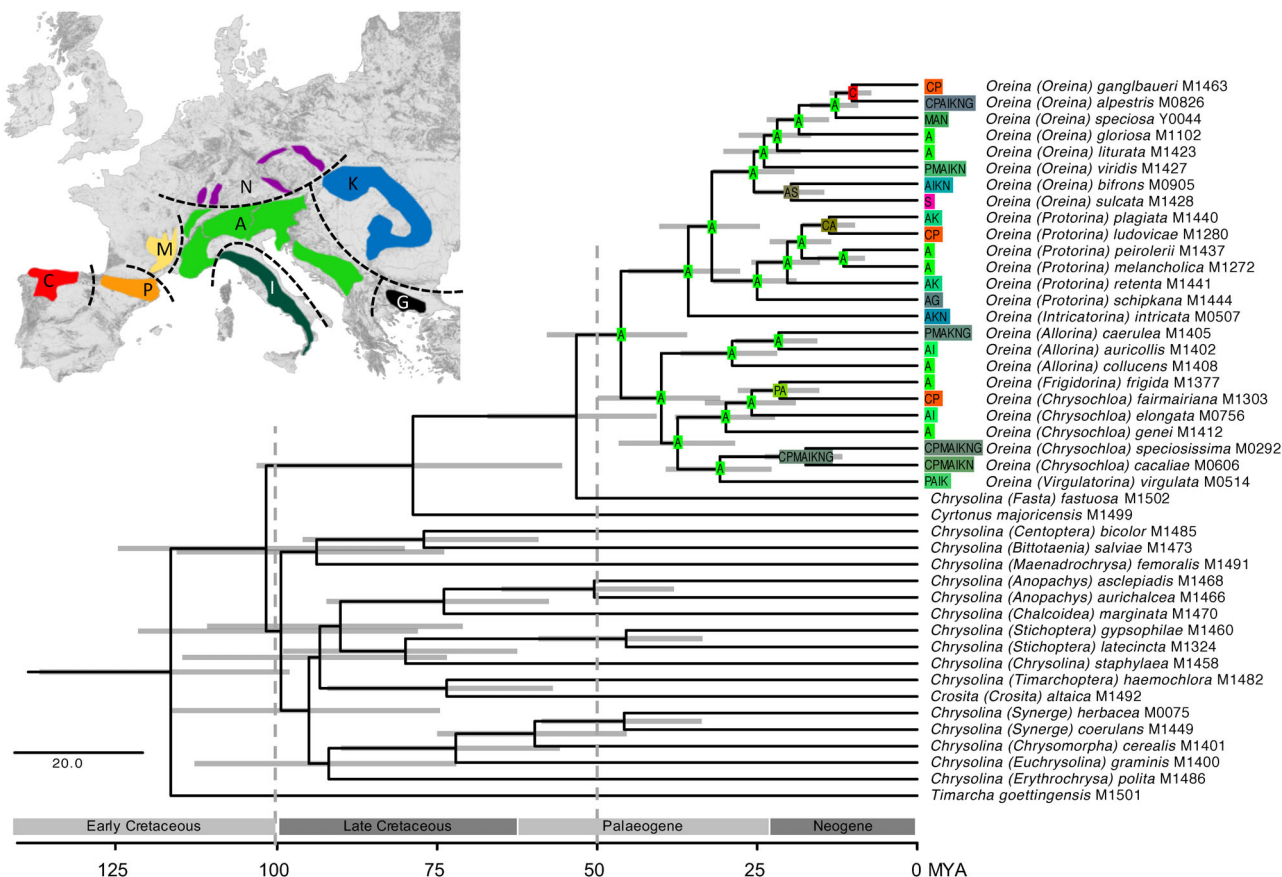 N
K
A
M
C
P
I
G
C
A
A
A
A
A
AS
A
CA
A
A
A
A
A
A
A
A
A
PA
A
A
A
A
CPMAIKNG
A
CP Oreina (Oreina) ganglbaueri M1463
CPAIKNG Oreina (Oreina) alpestris M0826
MAN Oreina (Oreina) speciosa Y0044
A Oreina (Oreina) gloriosa M1102
A Oreina (Oreina) liturata M1423
PMAIKN Oreina (Oreina) viridis M1427
AIKN Oreina (Oreina) bifrons M0905
S Oreina (Oreina) sulcata M1428
AK Oreina (Protorina) plagiata M1440
CP Oreina (Protorina) ludovicae M1280
A Oreina (Protorina) peirolerii M1437
A Oreina (Protorina) melancholica M1272
AK Oreina (Protorina) retenta M1441
AG Oreina (Protorina) schipkana M1444
AKN Oreina (Intricatorina) intricata M0507
PMAKNG Oreina (Allorina) caerulea M1405
AI Oreina (Allorina) auricollis M1402
A Oreina (Allorina) collucens M1408
A Oreina (Frigidorina) frigida M1377
CP Oreina (Chrysochloa) fairmairiana M1303
AI Oreina (Chrysochloa) elongata M0756
A Oreina (Chrysochloa) genei M1412
CPMAIKNG Oreina (Chrysochloa) speciosissima M0292
CPMAIKN Oreina (Chrysochloa) cacaliae M0606
PAIK Oreina (Virgulatorina) virgulata M0514
Chrysolina (Fasta) fastuosa M1502
Cyrtonus majoricensis M1499
Chrysolina (Centoptera) bicolor M1485
Chrysolina (Bittotaenia) salviae M1473
Chrysolina (Maenadrochrysa) femoralis M1491
Chrysolina (Anopachys) asclepiadis M1468
Chrysolina (Anopachys) aurichalcea M1466
Chrysolina (Chalcoidea) marginata M1470
Chrysolina (Stichoptera) gypsophilae M1460
Chrysolina (Stichoptera) latecincta M1324
Chrysolina (Chrysolina) staphylaea M1458
Chrysolina (Timarchoptera) haemochlora M1482
Crosita (Crosita) altaica M1492
Chrysolina (Synerge) herbacea M0075
Chrysolina (Synerge) coerulans M1449
Chrysolina (Chrysomorpha) cerealis M1401
Chrysolina (Euchrysolina) graminis M1400
Chrysolina (Erythrochrysa) polita M1486
Timarcha goettingensis M1501
20.0
Early Cretaceous Late Cretaceous Palaeogene Neogene
125 100 75 50 25 0 MYA